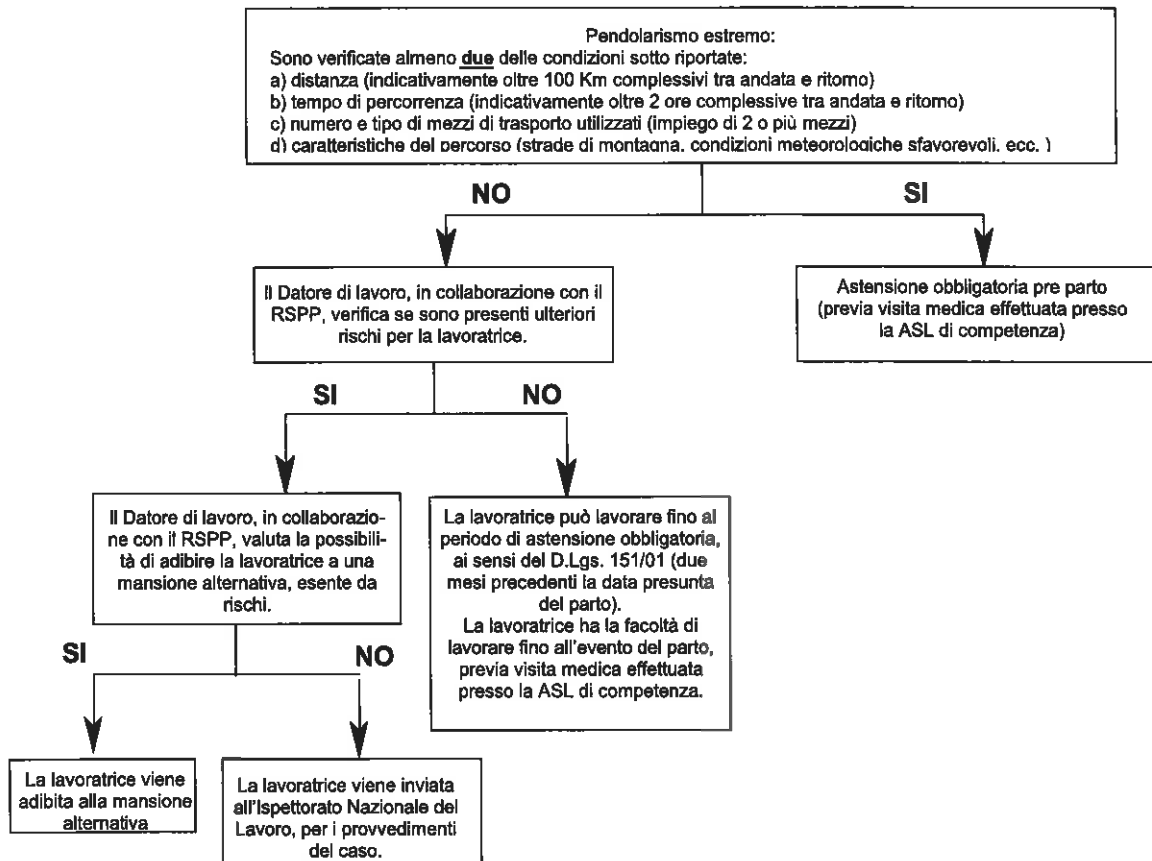 Pendolarismo estremo:
Sono verificate almeno due delle condizioni sotto riportate:
a) distanza (indicativamente oltre 100 Km complessivi tra andata e ritorno)
b) tempo di percorrenza (indicativamente oltre 2 ore complessive tra andata e ritorno)
c) numero e tipo di mezzi di trasporto utilizzati (impiego di 2 o più mezzi)
d) caratteristiche del percorso (strade di montagna, condizioni meteorologiche sfavorevoli, ecc. )
NO
SI
Il Datore di lavoro, in collaborazione con il
RSPP, verifica se sono presenti ulteriori
rischi per la lavoratrice.
Astensione obbligatoria pre parto
(previa visita medica effettuata presso
la ASL di competenza)
SI
NO
Il Datore di lavoro, in collaborazio-
ne con il RSPP, valuta la possibili-
tà di adibire la lavoratrice a una
mansione alternativa, esente da
rischi.
La lavoratrice può lavorare fino al
periodo di astensione obbligatoria,
ai sensi del D.Lgs. 151/01 (due
mesi precedenti la data presunta
del parto).
La lavoratrice ha la facoltà di
lavorare fino all'evento del parto,
previa visita medica effettuata
presso la ASL di competenza.
SI
NO
La lavoratrice viene
adibita alla mansione
alternativa
La lavoratrice viene inviata
all'Ispettorato Nazionale del
Lavoro, per i provvedimenti
del caso.